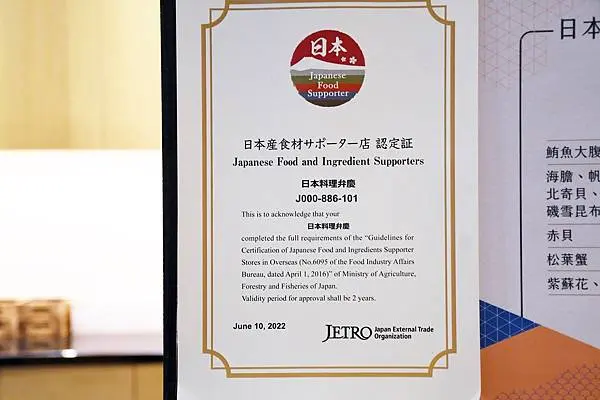 日本
Japanese
Food
Supporter
日本産食材サポーター店 認定証
Japanese Food and Ingredient Supporters
日本料理弁慶
J000-886-101
This is to acknowledge that your
日本料理弁慶
completed the full requirements of the “Guidelines for
Certification of Japanese Food and Ingredients Supporter
Stores in Overseas (No.6095 of the Food Industry Affairs
Bureau, dated April 1, 2016)” of Ministry of Agriculture,
Forestry and Fisheries of Japan.
Validity period for approval shall be 2 years.
June 10, 2022
JETRO Japan External Trade
Organization
日本
鮪魚大腹
海膽、帆
北寄貝、
磯雪昆布
赤貝
松葉蟹
紫蘇花、